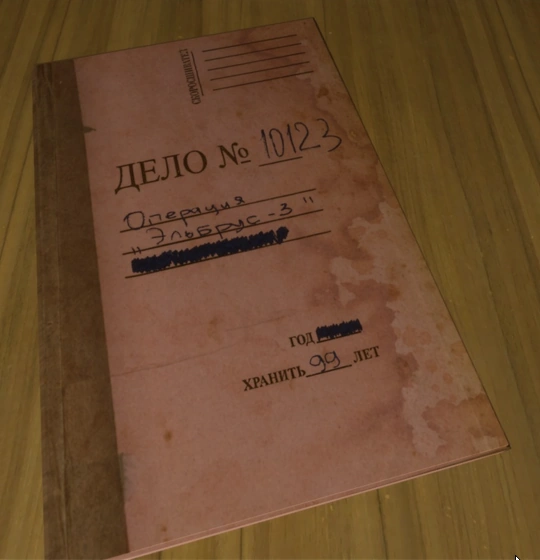 ДЕЛО № 10123
Операция
"Эльбрус-3"
ГОД
ХРАНИТЬ 99 ЛЕТ